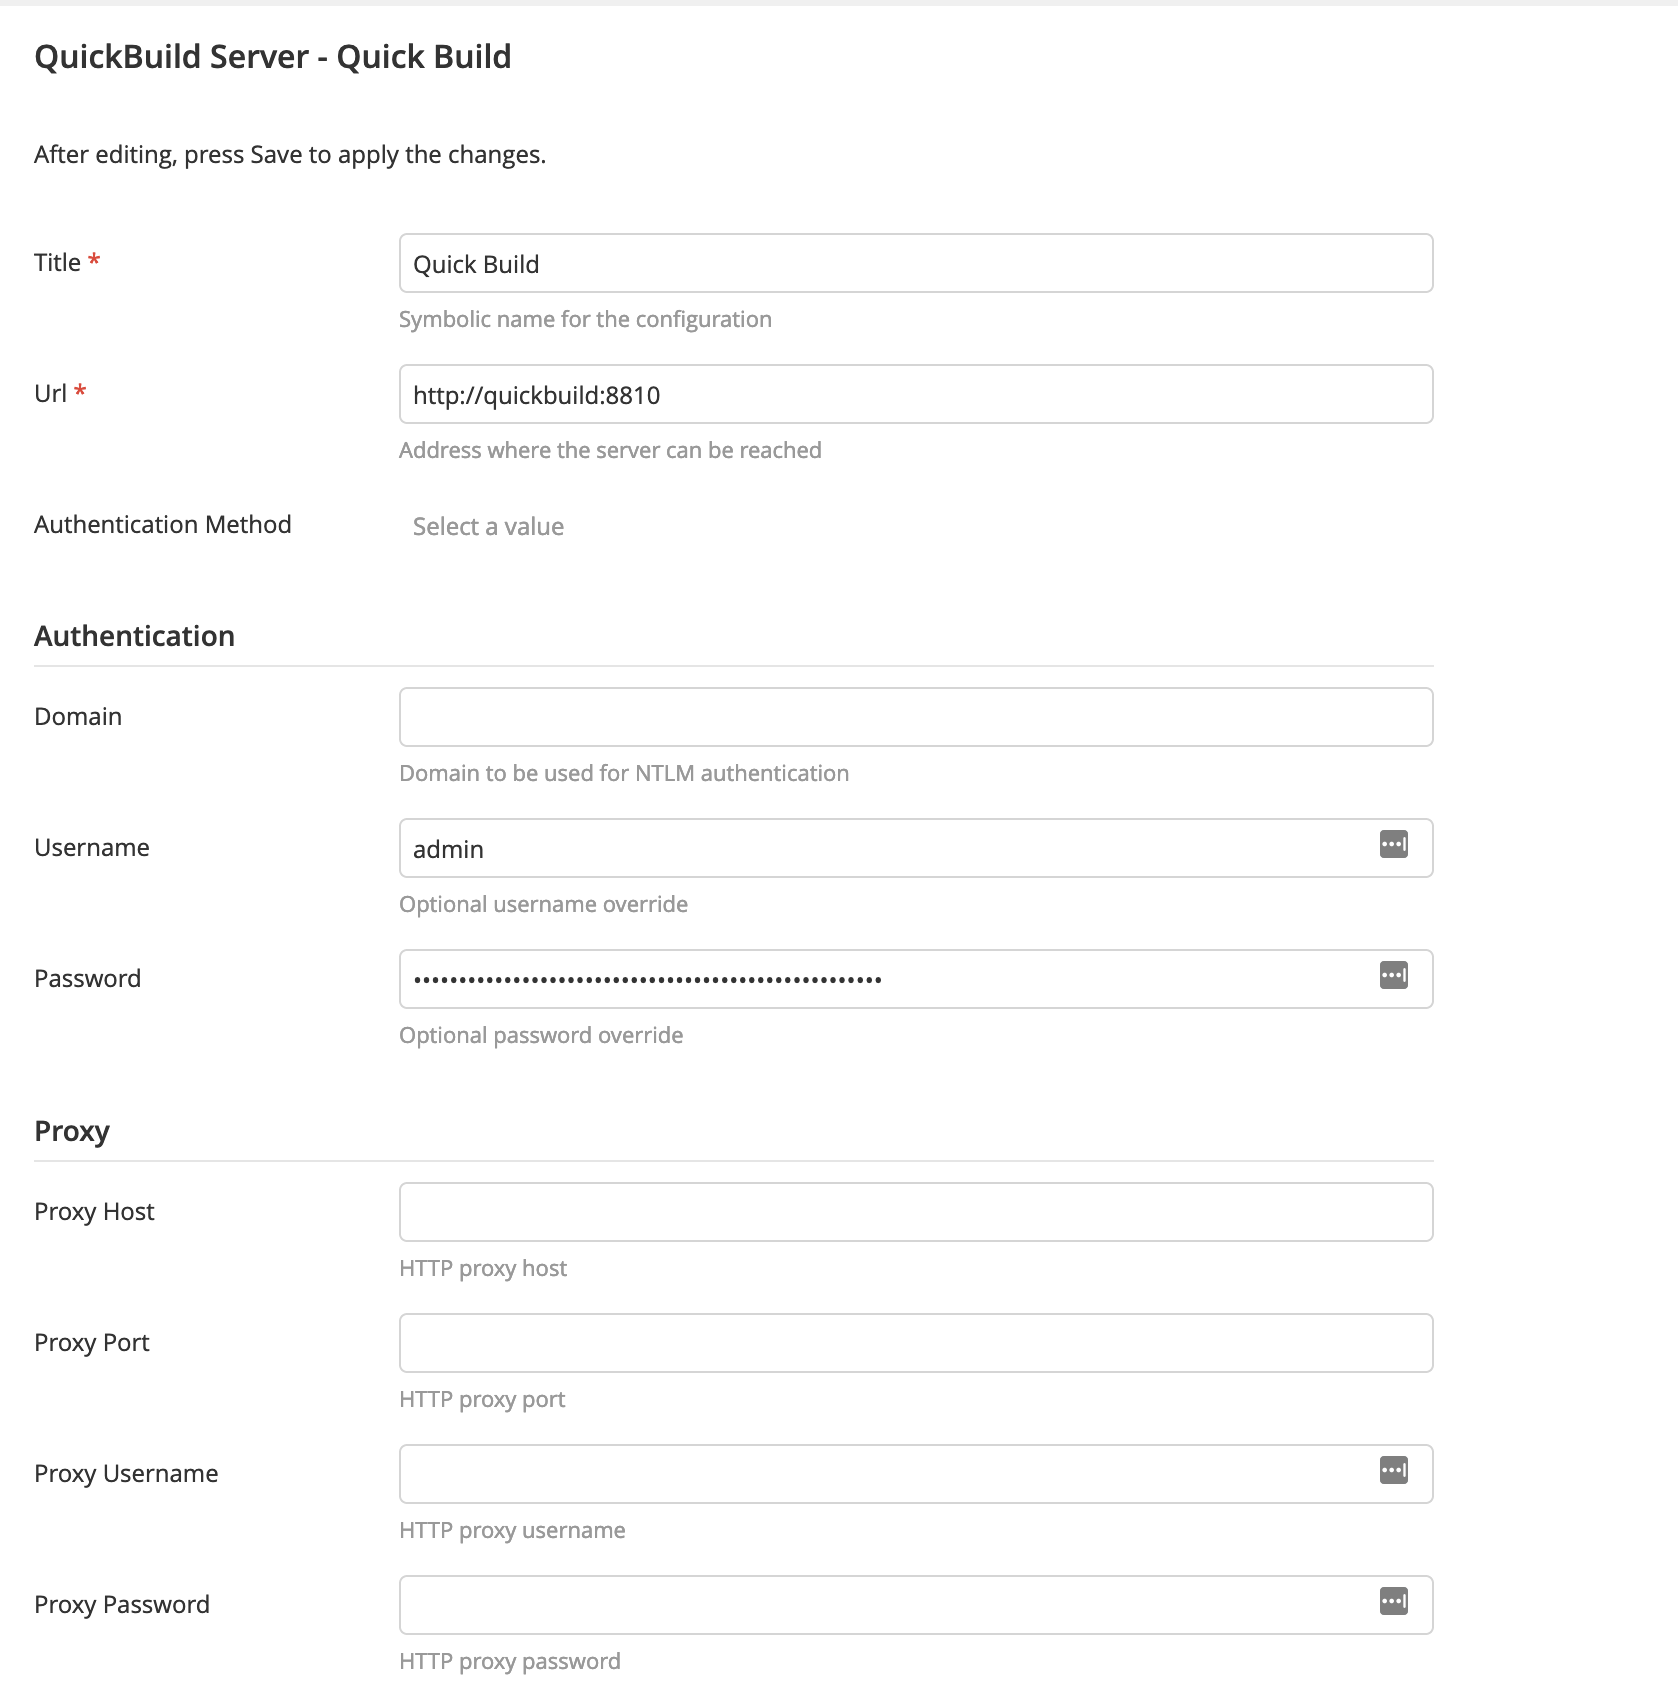 QuickBuild Server - Quick Build
After editing, press Save to apply the changes.
Title *
Quick Build
Symbolic name for the configuration
Url *
http://quickbuild:8810
Address where the server can be reached
Authentication Method
Select a value
Authentication
Domain
Domain to be used for NTLM authentication
Username
admin
Optional username override
Password
Optional password override
Proxy
Proxy Host
HTTP proxy host
Proxy Port
HTTP proxy port
Proxy Username
HTTP proxy username
Proxy Password
HTTP proxy password